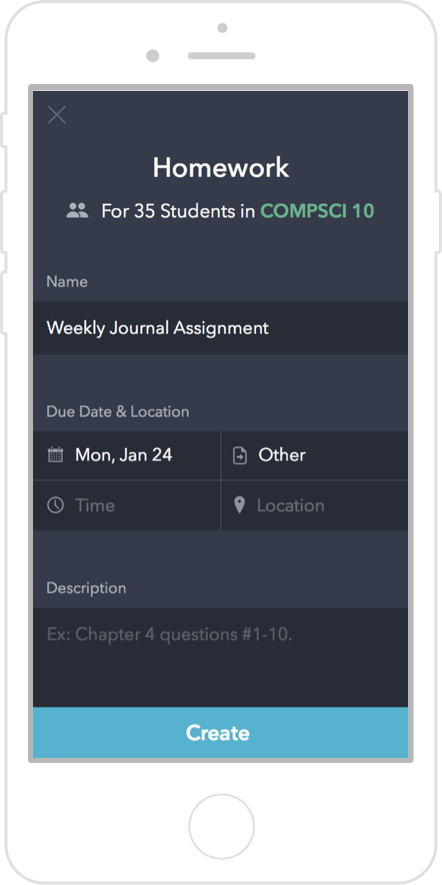 Homework
For 35 Students in COMPSCI 10
Name
Weekly Journal Assignment
Due Date & Location
Mon, Jan 24
Other
Time
Location
Description
Ex: Chapter 4 questions #1-10.
Create